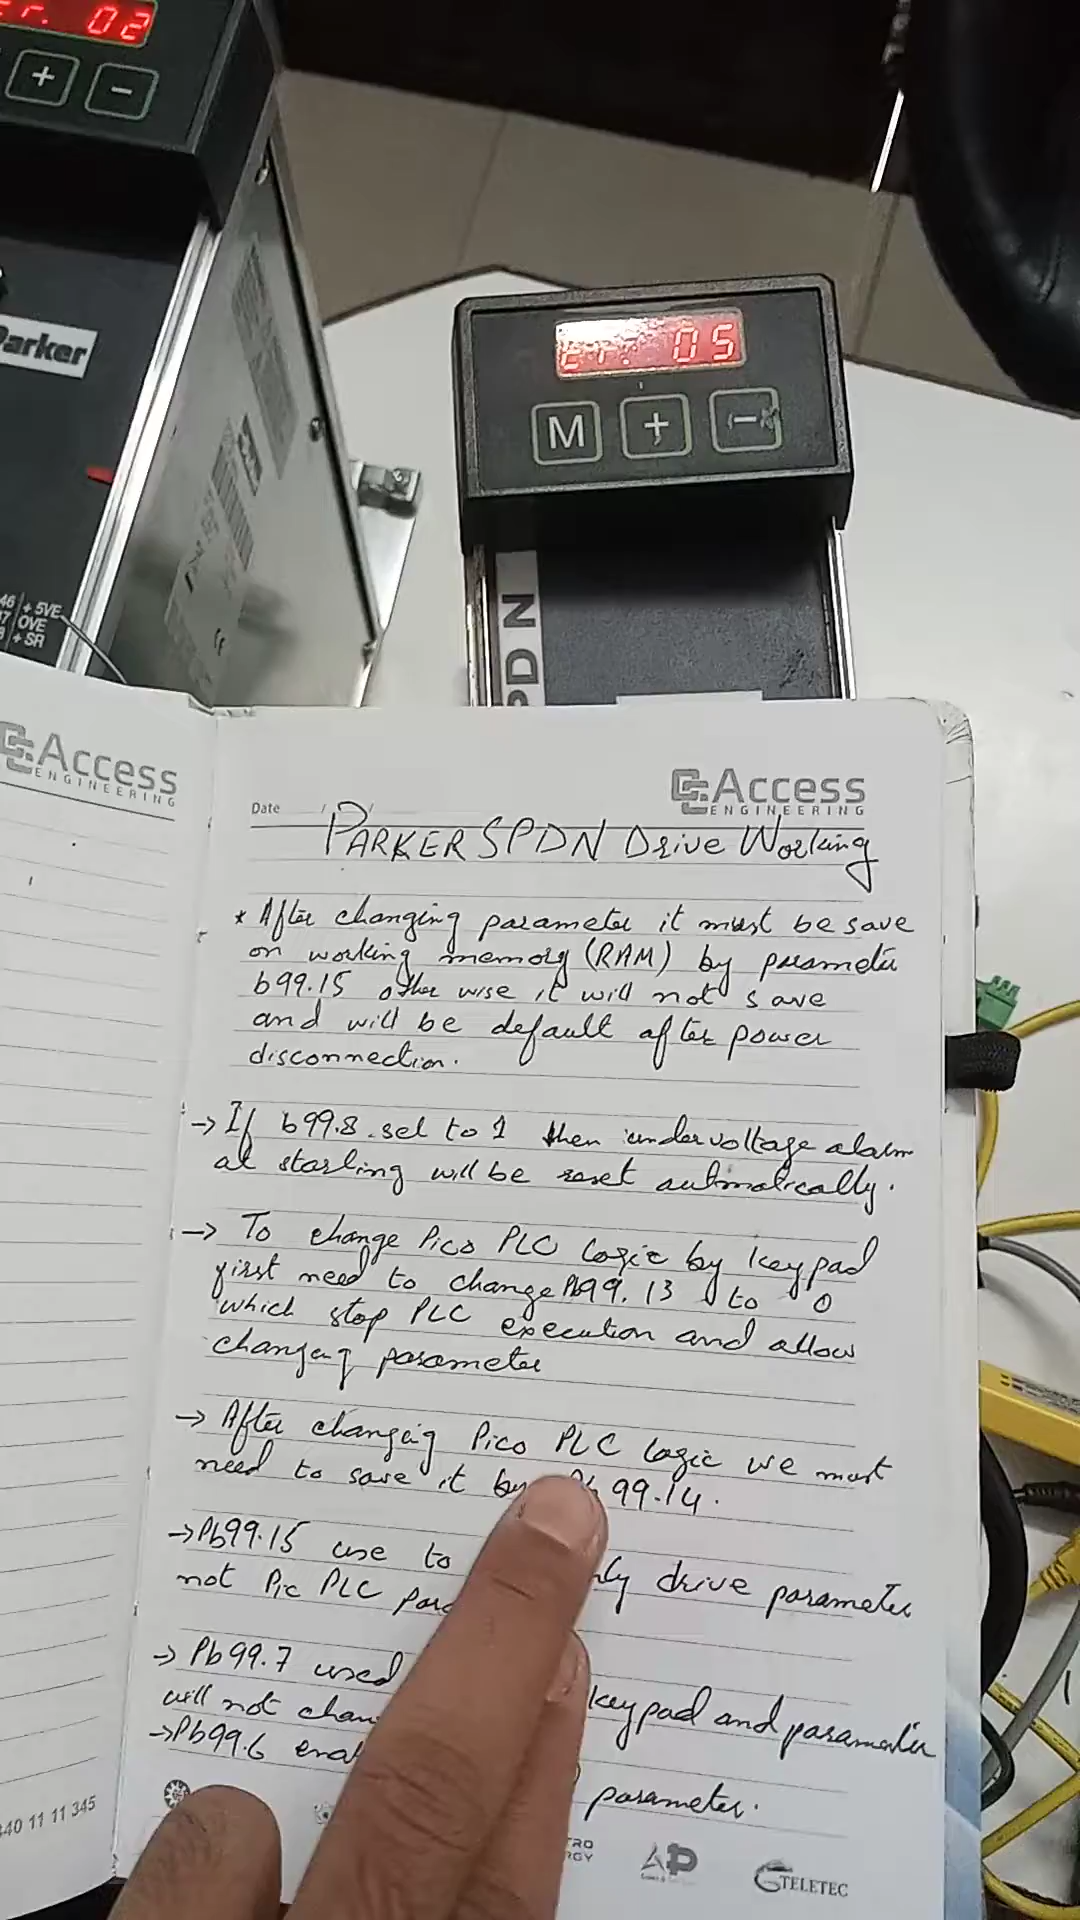 Er. 02
+ -
Parker
46 + 5VE
47 OVE
8 + SR
Er. 05
M + -
PDN
Access
ENGINEERING
Access
ENGINEERING
Date / /
PARKER SPDN Drive Working
* After changing parameter it must be save
on working memory (RAM) by parameter
b99.15 other wise it will not save
and will be default after power
disconnection.
→ If b99.8 set to 1 then undervoltage alarm
at starting will be reset automatically.
→ To change Pico PLC Logic by keypad
first need to change Pb99.13 to 0
which stop PLC execution and allow
changing parameter
→ After changing Pico PLC Logic we must
need to save it by 99.14.
→ Pb99.15 use to drive parameter
not Pic PLC
→ Pb99.7 used keypad and parameter
will not
→ Pb99.6
parameter.
40 11 11 345
TELETEC